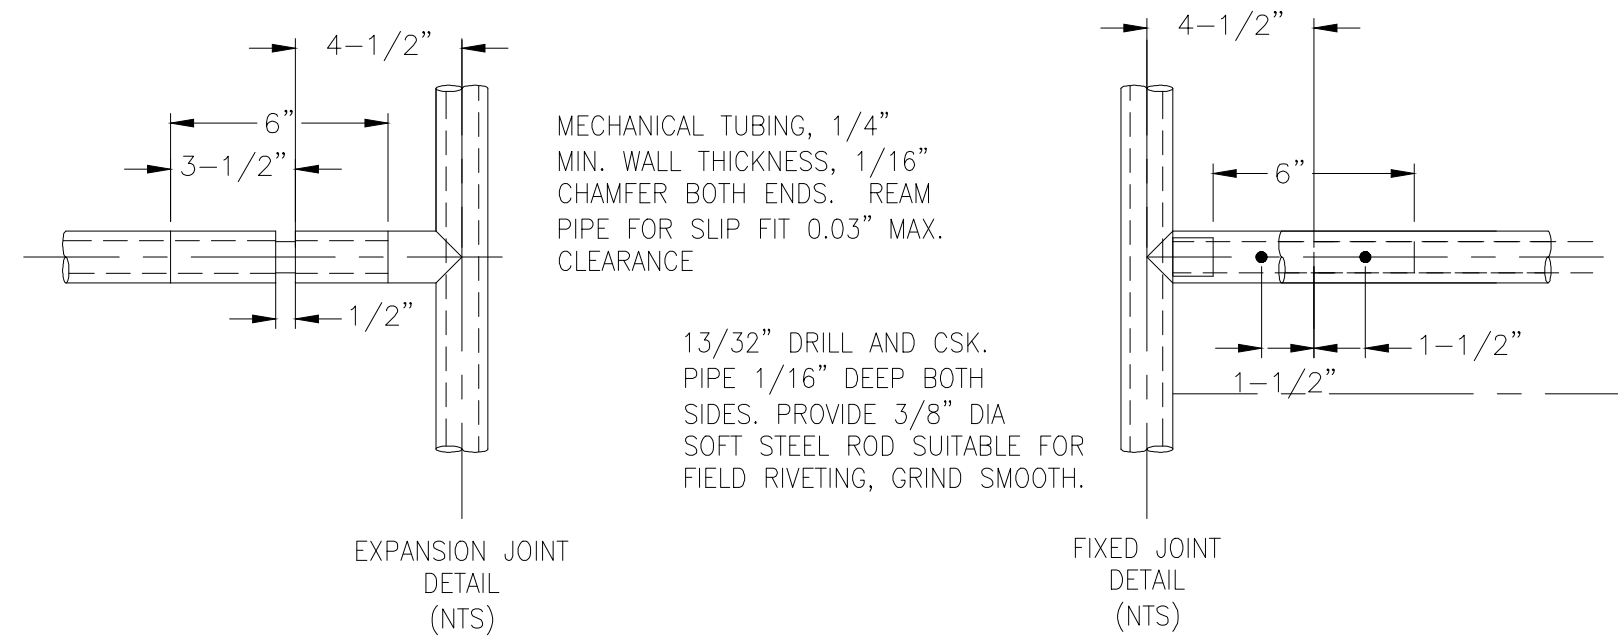 4-1/2"
6"
3-1/2"
1/2"
EXPANSION JOINT
DETAIL
(NTS)
MECHANICAL TUBING, 1/4"
MIN. WALL THICKNESS, 1/16"
CHAMFER BOTH ENDS. REAM
PIPE FOR SLIP FIT 0.03" MAX.
CLEARANCE
13/32" DRILL AND CSK.
PIPE 1/16" DEEP BOTH
SIDES. PROVIDE 3/8" DIA
SOFT STEEL ROD SUITABLE FOR
FIELD RIVETING, GRIND SMOOTH.
4-1/2"
6"
1-1/2"
1-1/2"
FIXED JOINT
DETAIL
(NTS)